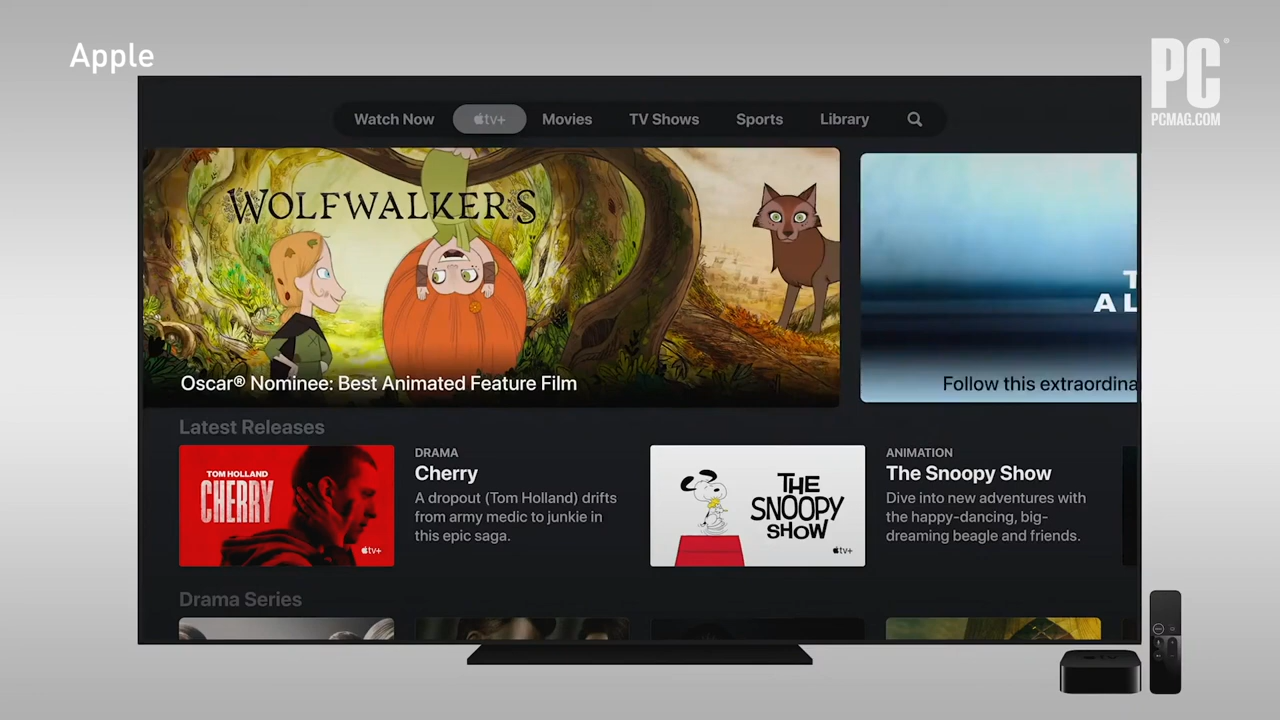 Apple
PC
PCMAG.COM
Watch Now tv+ Movies TV Shows Sports Library
WOLFWALKERS
Oscar® Nominee: Best Animated Feature Film
T
AL
Follow this extraordina
Latest Releases
TOM HOLLAND
CHERRY
tv+
DRAMA
Cherry
A dropout (Tom Holland) drifts
from army medic to junkie in
this epic saga.
THE
SNOOPY
SHOW
tv+
ANIMATION
The Snoopy Show
Dive into new adventures with
the happy-dancing, big-
dreaming beagle and friends.
Drama Series